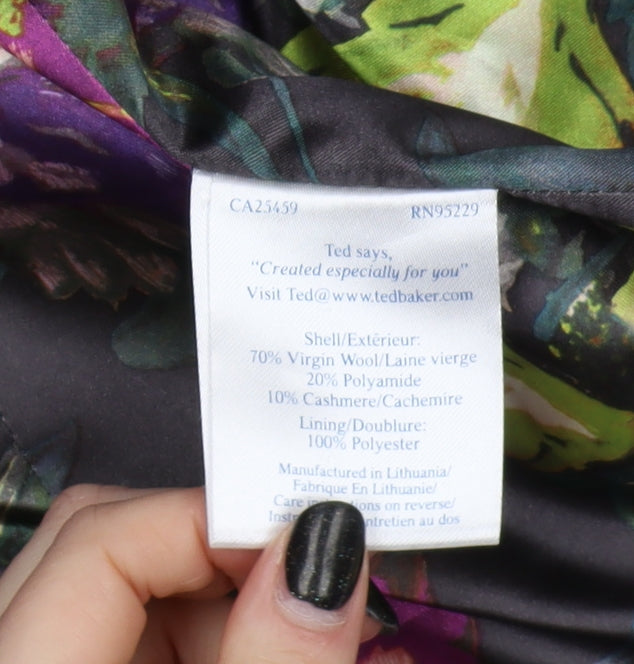 CA25459 RN95229
Ted says,
"Created especially for you"
Visit Ted@www.tedbaker.com
Shell/Extêrieur:
70% Virgin Wool/Laine vierge
20% Polyamide
10% Cashmere/Cachemire
Lining/Doublure:
100% Polyester
Manufactured in Lithuania/
Fabrique En Lithuanie/
Care on reverse/
au dos